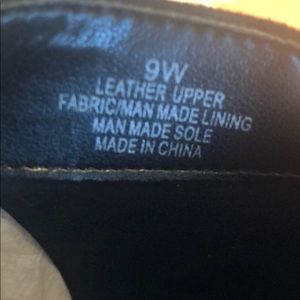 9W
LEATHER UPPER
FABRIC/MAN MADE LINING
MAN MADE SOLE
MADE IN CHINA